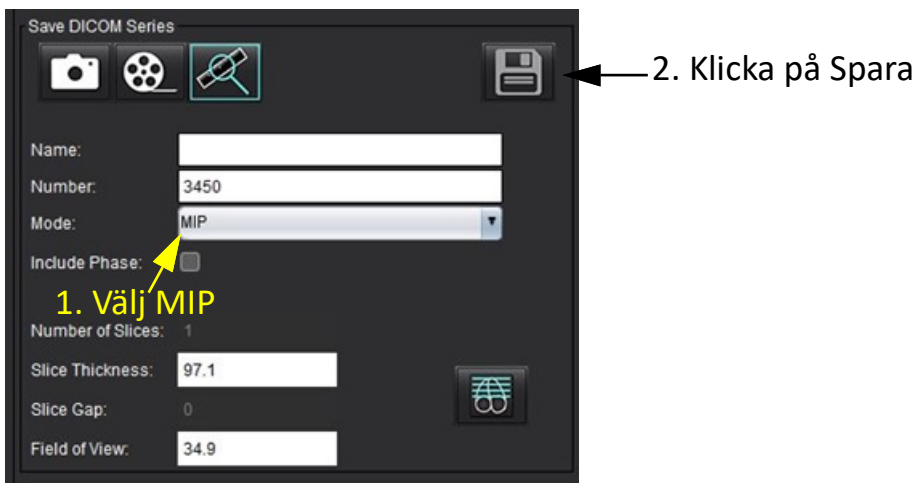 Save DICOM Series
2. Klicka på Spara
Name:
Number: 3450
Mode: MIP
Include Phase:
1. Välj MIP
Number of Slices: 1
Slice Thickness: 97.1
Slice Gap: 0
Field of View: 34.9